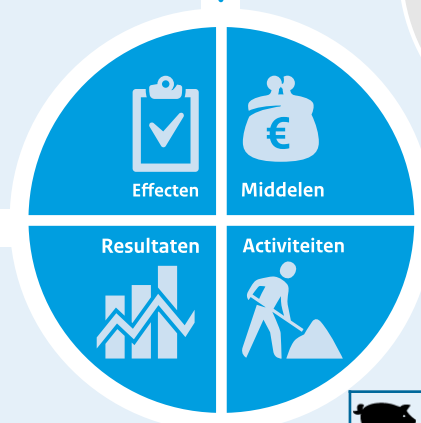 €
Effecten
Middelen
Resultaten
Activiteiten